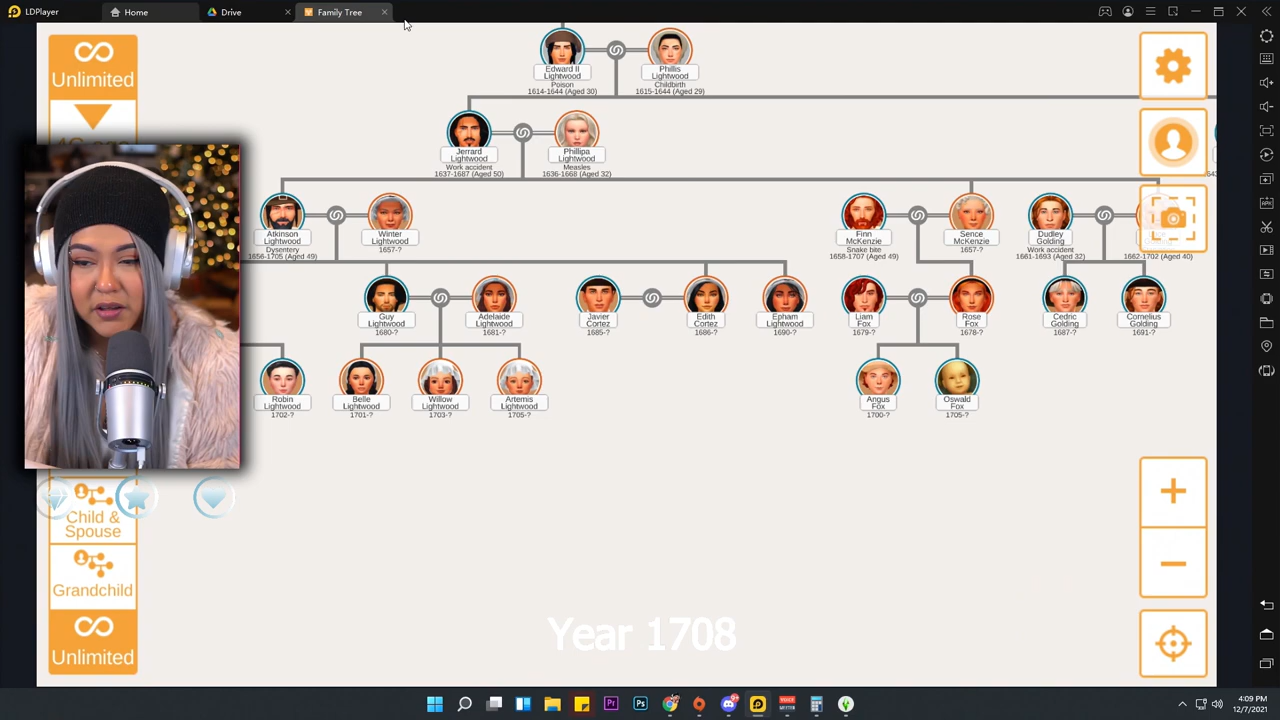 LDPlayer
Home
Drive
Family Tree
Unlimited
Edward II
Lightwood
Poison
1614-1644 (Aged 30)
Phillis
Lightwood
Childbirth
1615-1644 (Aged 29)
Jerrard
Lightwood
Work accident
1637-1687 (Aged 50)
Phillipa
Lightwood
Measles
1636-1668 (Aged 32)
Atkinson
Lightwood
Dysentery
1656-1705 (Aged 49)
Winter
Lightwood
1657-?
Finn
McKenzie
Snake bite
1658-1707 (Aged 49)
Sence
McKenzie
1657-?
Dudley
Golding
Work accident
1661-1693 (Aged 32)
1662-1702 (Aged 40)
Guy
Lightwood
1680-?
Adelaide
Lightwood
1681-?
Javier
Cortez
1685-?
Edith
Cortez
1686-?
Epham
Lightwood
1690-?
Liam
Fox
1679-?
Rose
Fox
1678-?
Cedric
Golding
1687-?
Cornelius
Golding
1691-?
Robin
Lightwood
1702-?
Belle
Lightwood
1701-?
Willow
Lightwood
1703-?
Artemis
Lightwood
1705-?
Angus
Fox
1700-?
Oswald
Fox
1705-?
Child &
Spouse
Grandchild
Unlimited
Year 1708
4:09 PM
12/7/2021